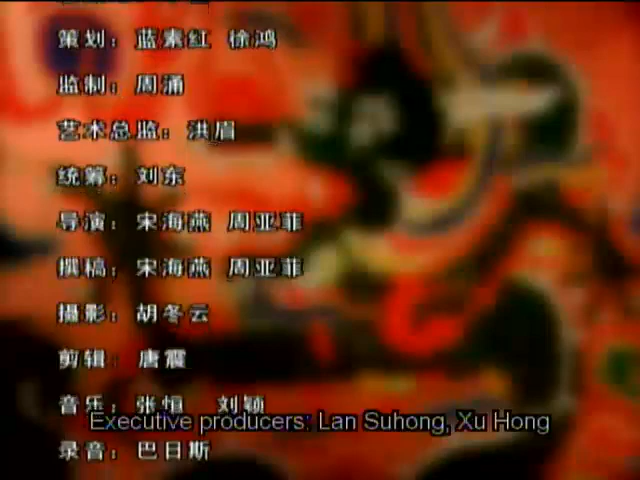 策划：蓝素红 徐鸿
监制：周涌
艺术总监：洪眉
统筹：刘东
导演：宋海燕 周亚菲
撰稿：宋海燕 周亚菲
摄影：胡冬云
剪辑：唐震
音乐：张恒 刘颖
Executive producers: Lan Suhong, Xu Hong
录音：巴日斯